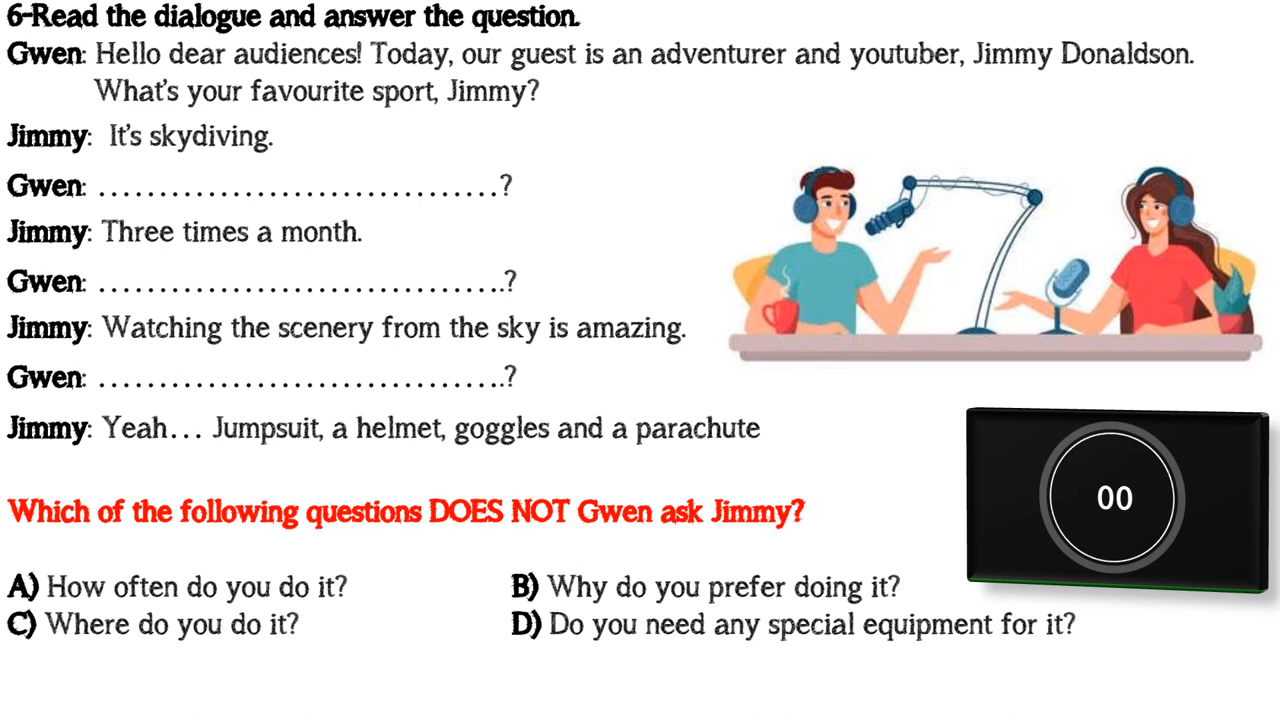 6-Read the dialogue and answer the question.
Gwen: Hello dear audiences! Today, our guest is an adventurer and youtuber, Jimmy Donaldson.
What's your favourite sport, Jimmy?
Jimmy: It's skydiving.
Gwen: .................................?
Jimmy: Three times a month.
Gwen: ..................................?
Jimmy: Watching the scenery from the sky is amazing.
Gwen: ..................................?
Jimmy: Yeah... Jumpsuit, a helmet, goggles and a parachute
Which of the following questions DOES NOT Gwen ask Jimmy?
00
A) How often do you do it? B) Why do you prefer doing it?
C) Where do you do it? D) Do you need any special equipment for it?